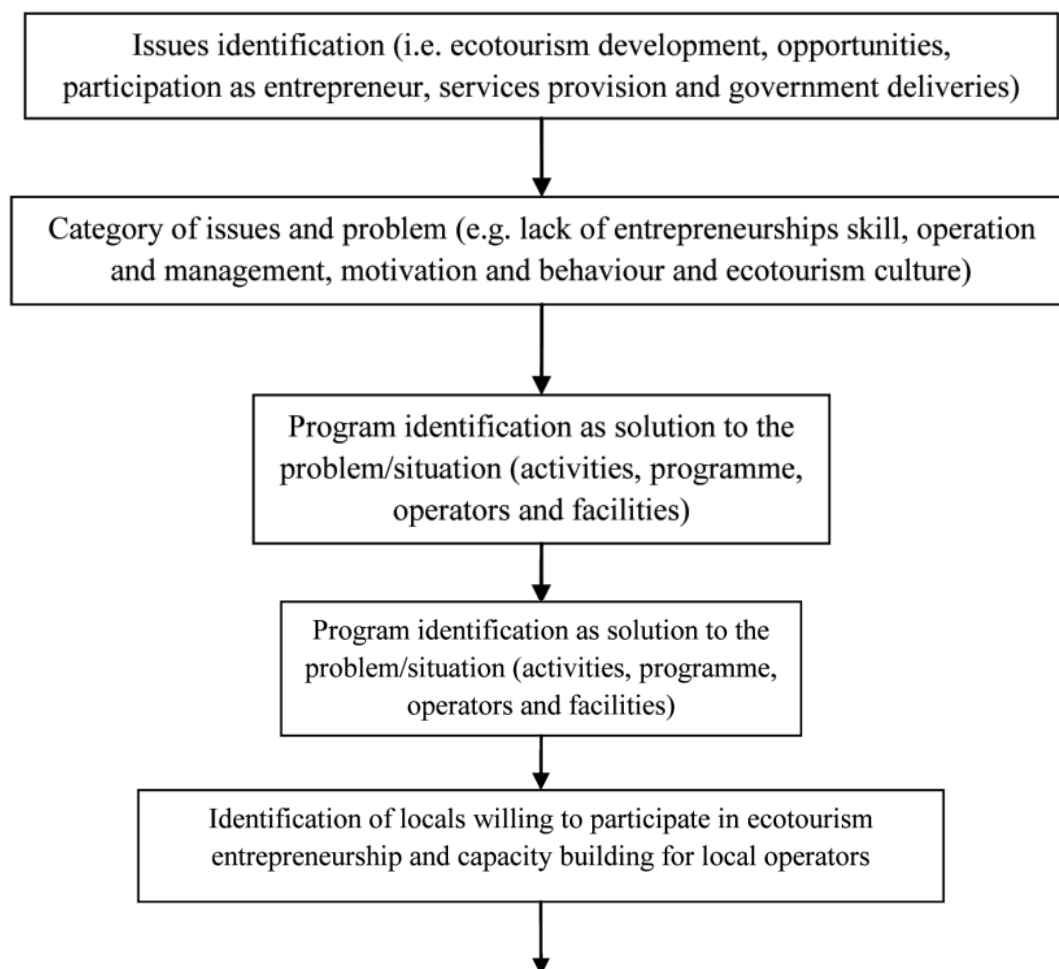 Issues identification (i.e. ecotourism development, opportunities,
participation as entrepreneur, services provision and government deliveries)
Category of issues and problem (e.g. lack of entrepreneurships skill, operation
and management, motivation and behaviour and ecotourism culture)
Program identification as solution to the
problem/situation (activities, programme,
operators and facilities)
Program identification as solution to the
problem/situation (activities, programme,
operators and facilities)
Identification of locals willing to participate in ecotourism
entrepreneurship and capacity building for local operators